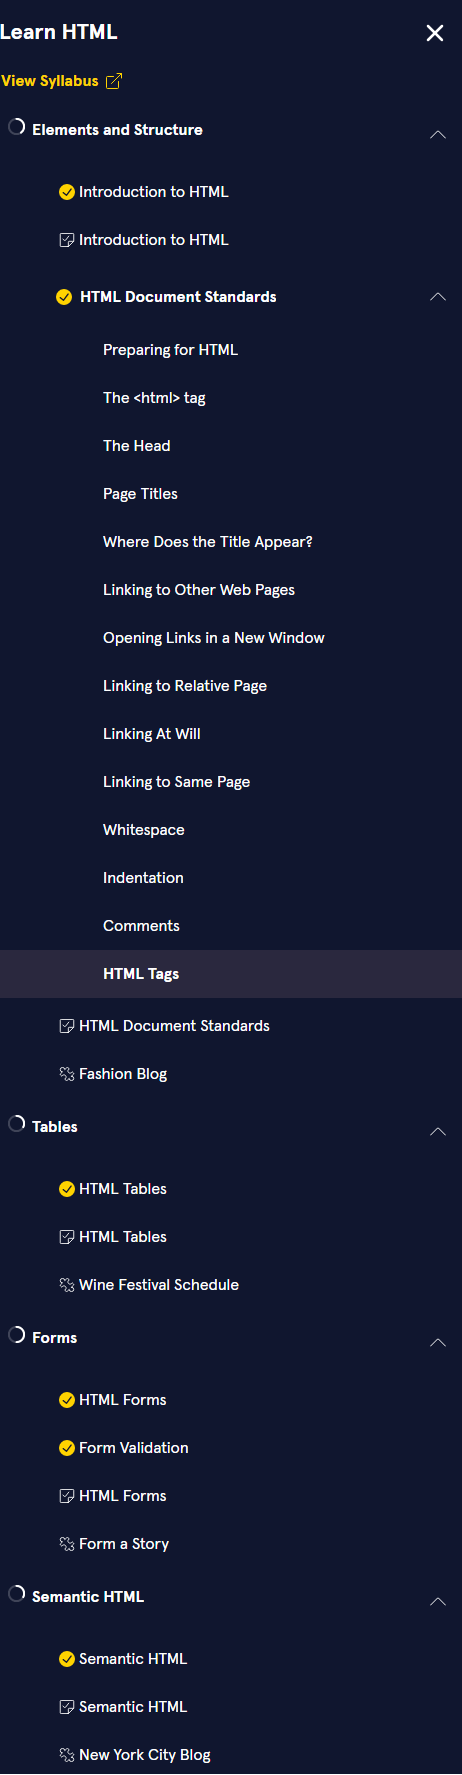 Learn HTML
View Syllabus
Elements and Structure
Introduction to HTML
Introduction to HTML
HTML Document Standards
Preparing for HTML
The <html> tag
The Head
Page Titles
Where Does the Title Appear?
Linking to Other Web Pages
Opening Links in a New Window
Linking to Relative Page
Linking At Will
Linking to Same Page
Whitespace
Indentation
Comments
HTML Tags
HTML Document Standards
Fashion Blog
Tables
HTML Tables
HTML Tables
Wine Festival Schedule
Forms
HTML Forms
Form Validation
HTML Forms
Form a Story
Semantic HTML
Semantic HTML
Semantic HTML
New York City Blog